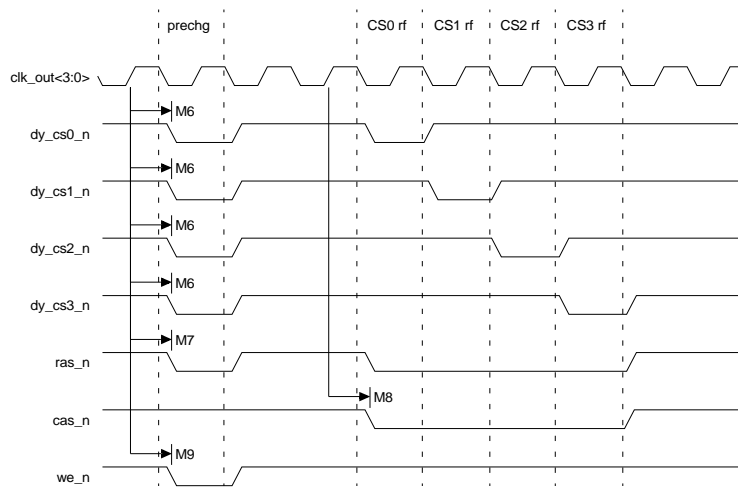 prechg CS0 rf CS1 rf CS2 rf CS3 rf
clk_out<3:0>
M6
dy_cs0_n
M6
dy_cs1_n
M6
dy_cs2_n
M6
dy_cs3_n
M7
ras_n
M8
cas_n
M9
we_n